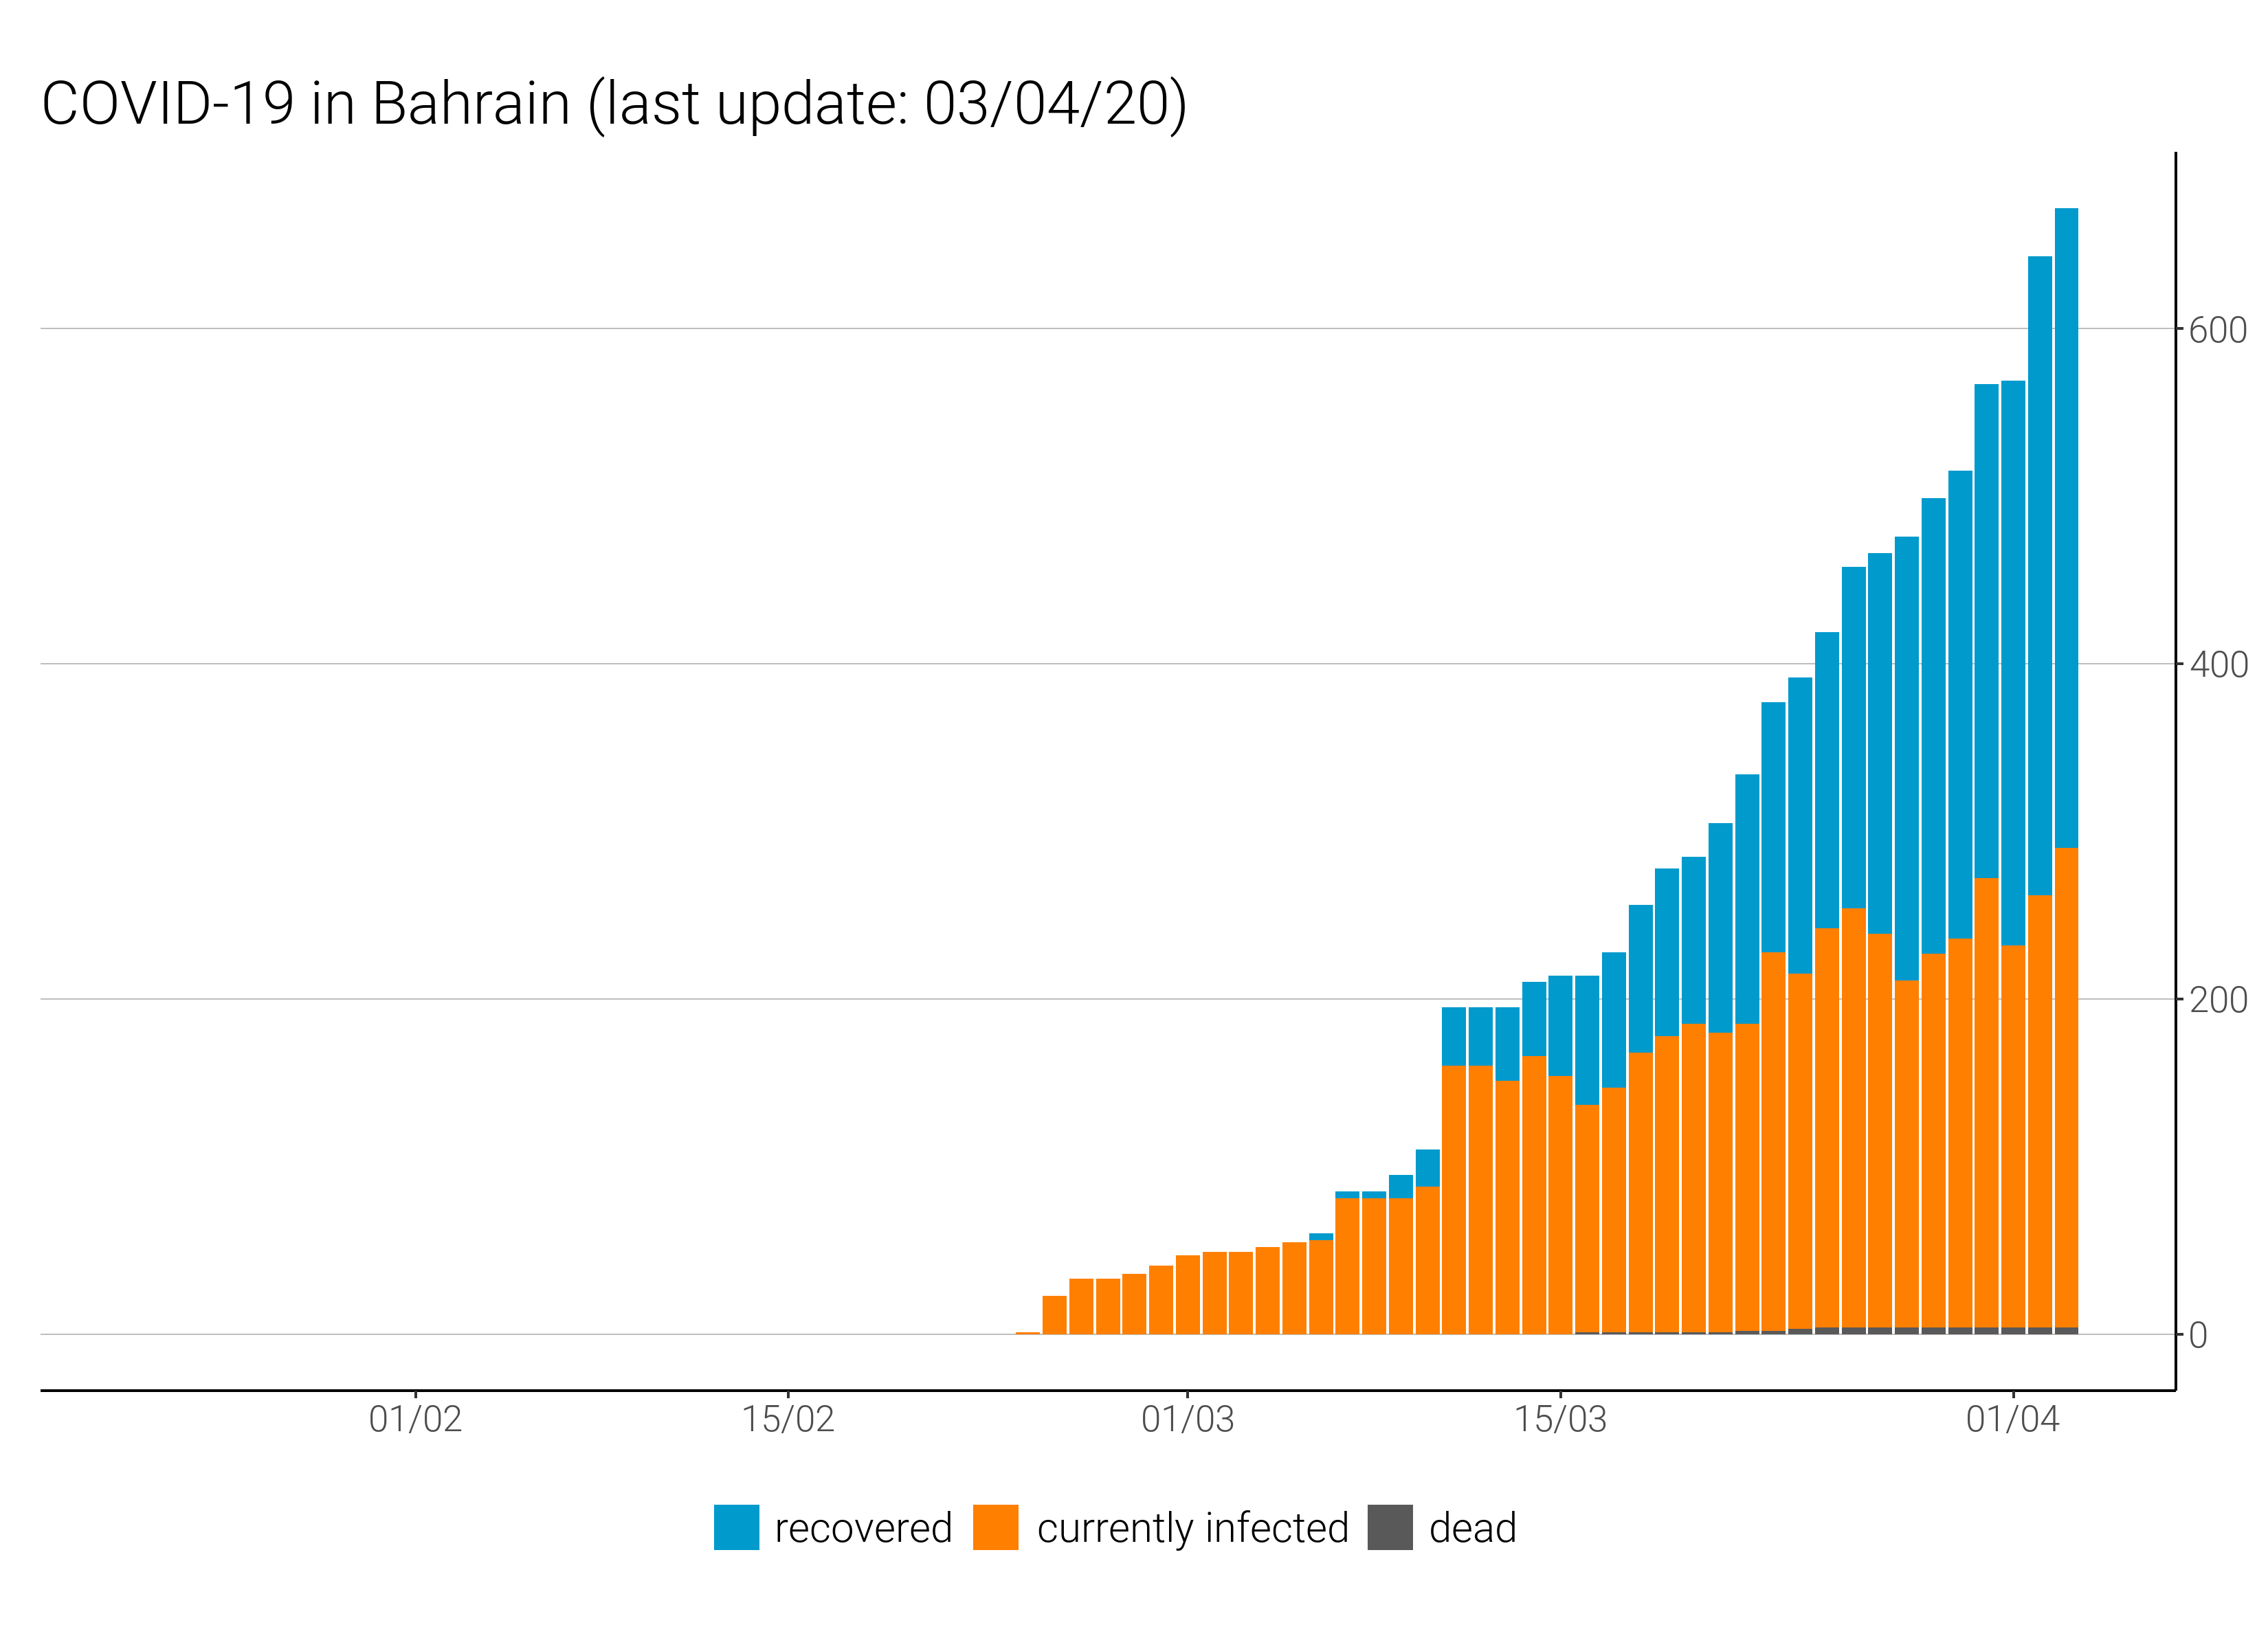 COVID-19 in Bahrain (last update: 03/04/20)
600
400
200
0
01/02 15/02 01/03 15/03 01/04
recovered currently infected dead